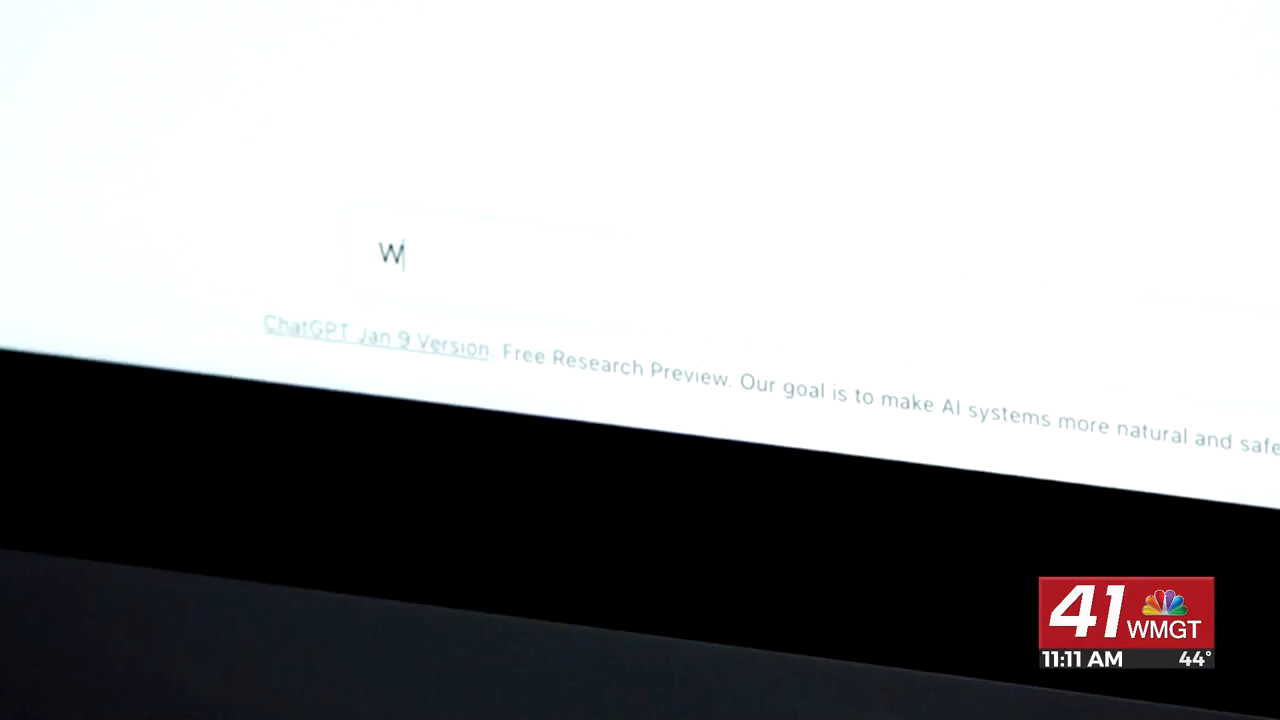 W
ChatGPT Jan 9 Version. Free Research Preview. Our goal is to make AI systems more natural and safe
41 WMGT
11:11 AM 44°